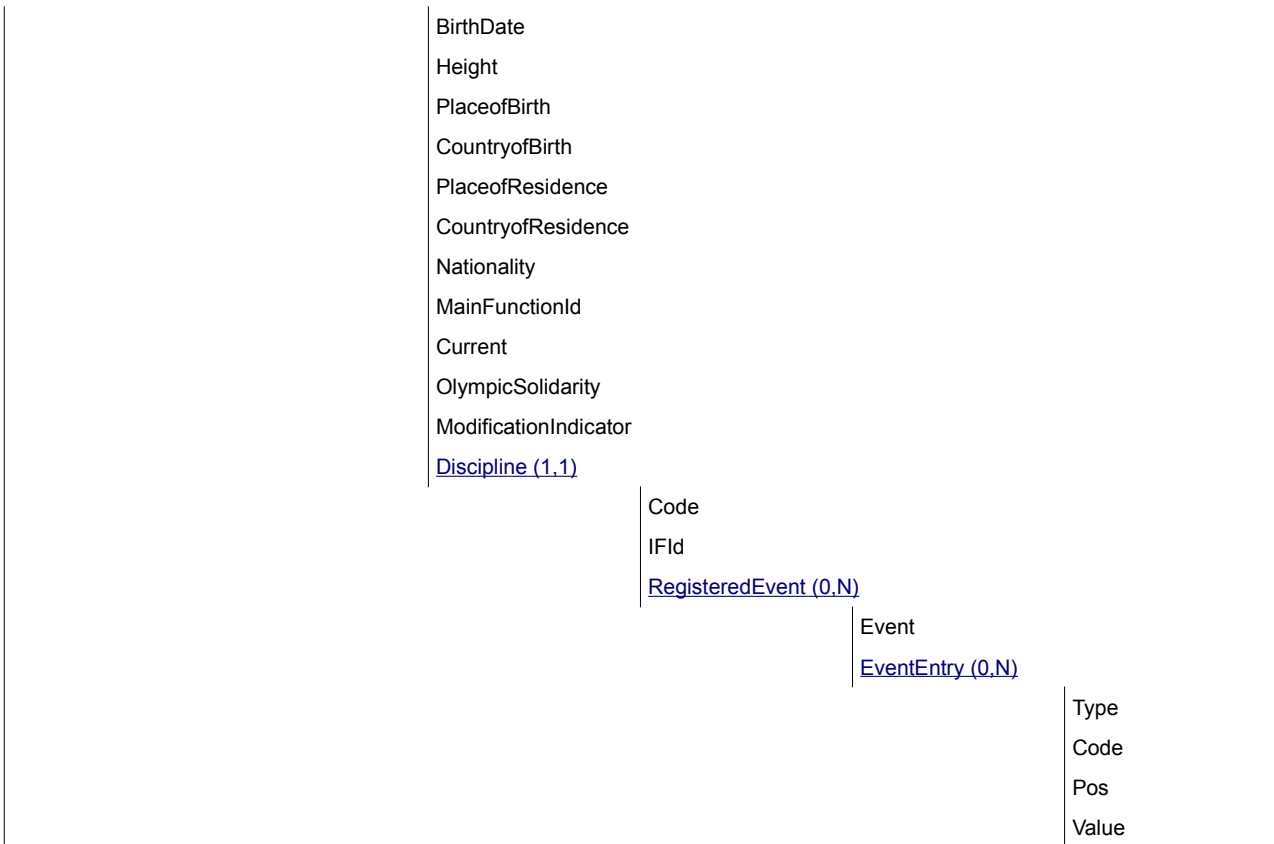 BirthDate
Height
PlaceofBirth
CountryofBirth
PlaceofResidence
CountryofResidence
Nationality
MainFunctionId
Current
OlympicSolidarity
ModificationIndicator
Discipline (1,1)
Code
IFId
RegisteredEvent (0,N)
Event
EventEntry (0,N)
Type
Code
Pos
Value